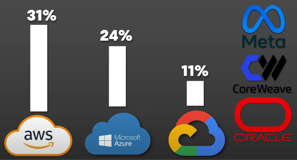 31%
24%
11%
aws
Microsoft
Azure
Meta
CoreWeave
ORACLE